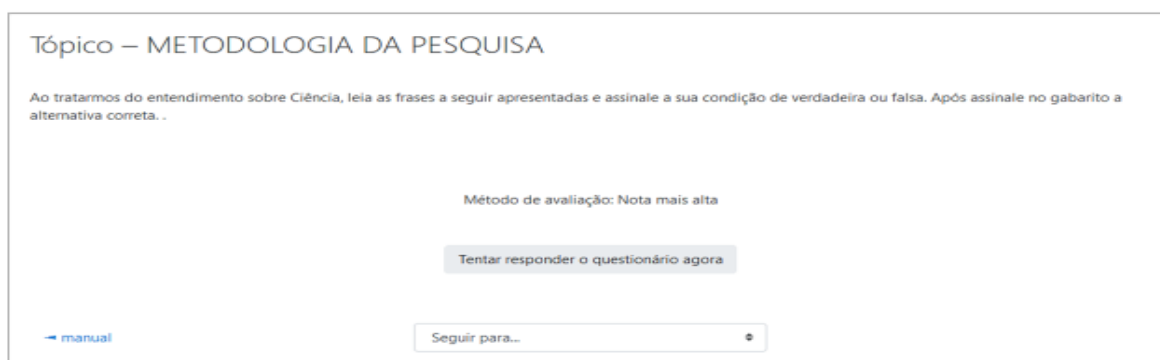 Tópico – METODOLOGIA DA PESQUISA
Ao tratarmos do entendimento sobre Ciência, leia as frases a seguir apresentadas e assinale a sua condição de verdadeira ou falsa. Após assinale no gabarito a
alternativa correta. .
Método de avaliação: Nota mais alta
Tentar responder o questionário agora
◄ manual
Seguir para...